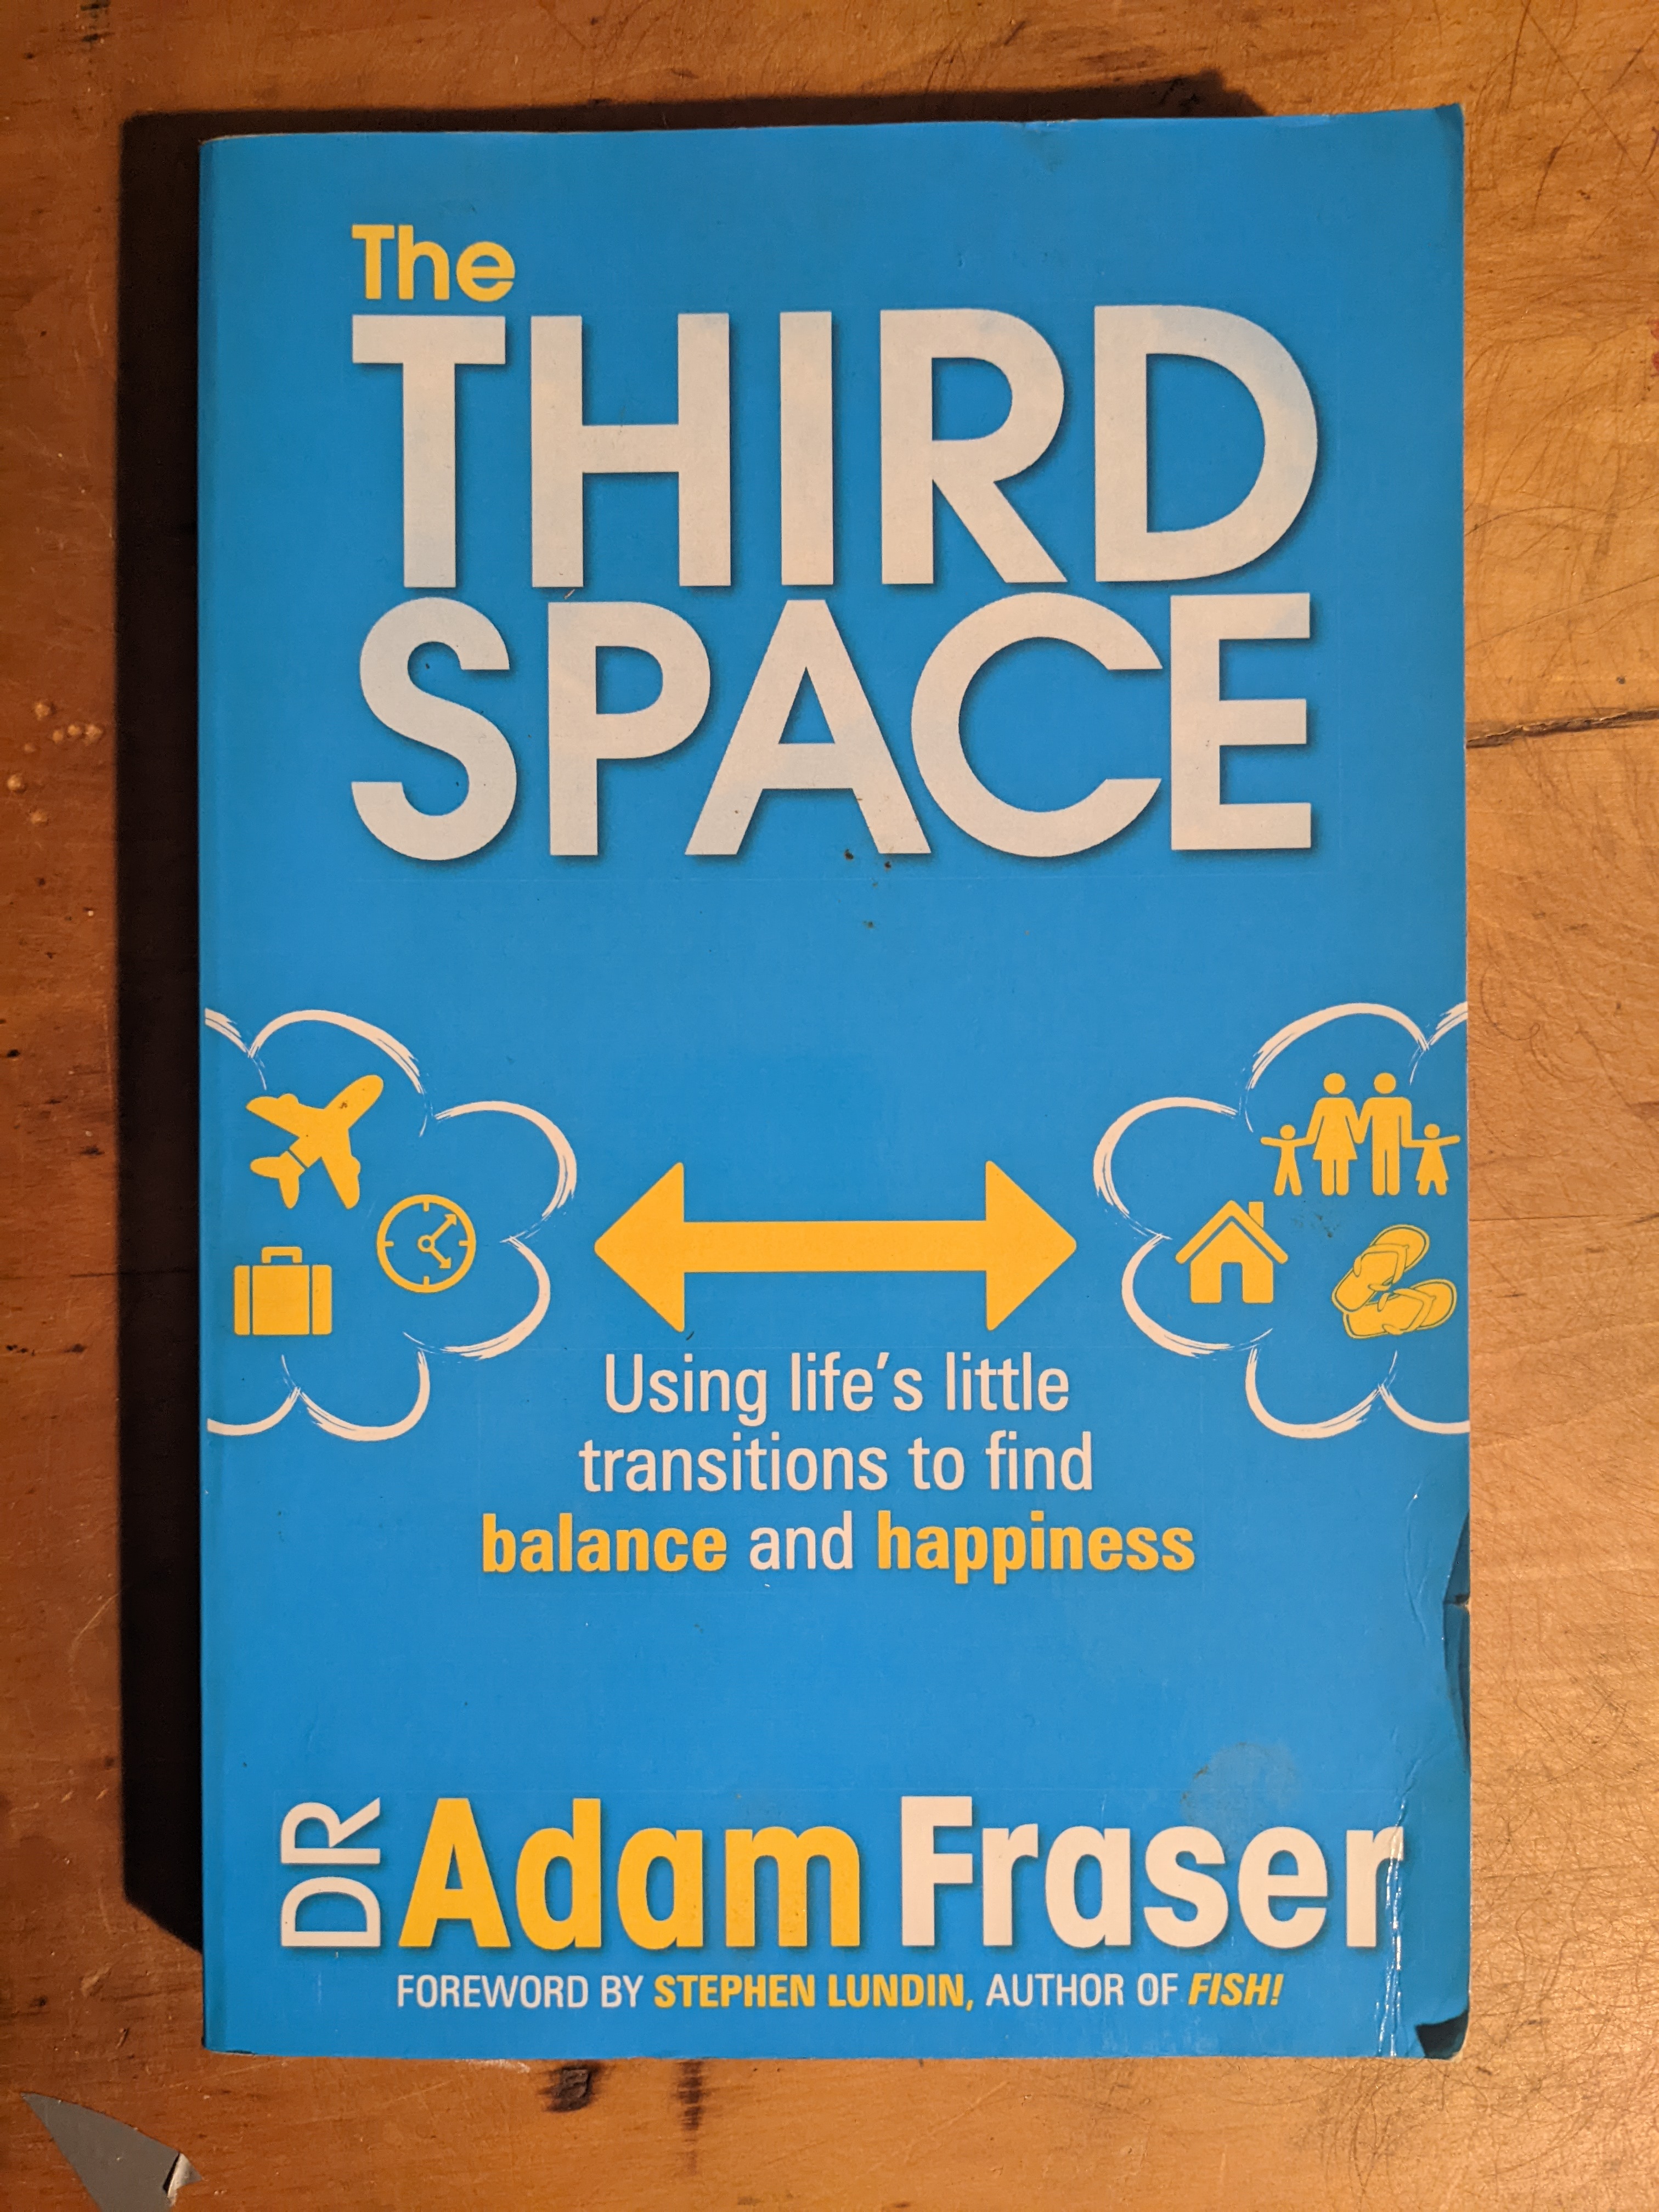 The
THIRD
SPACE
Using life's little
transitions to find
balance and happiness
DR Adam Fraser
FOREWORD BY STEPHEN LUNDIN, AUTHOR OF FISH!